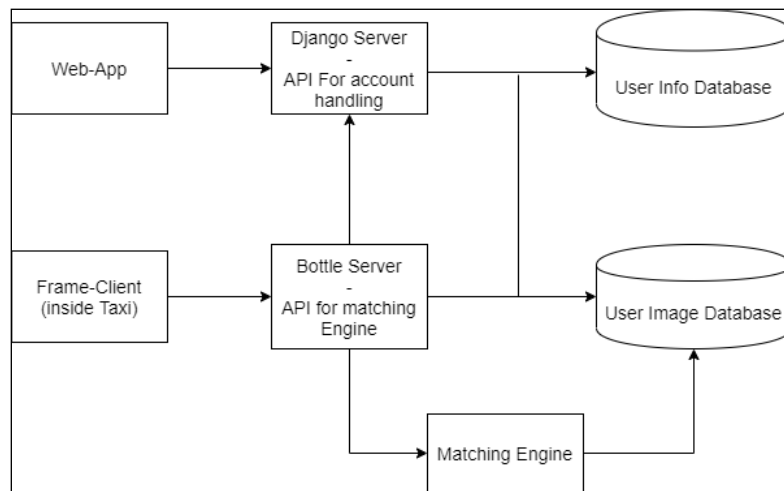 Web-App
Django Server
-
API For account
handling
User Info Database
Frame-Client
(inside Taxi)
Bottle Server
-
API for matching
Engine
User Image Database
Matching Engine